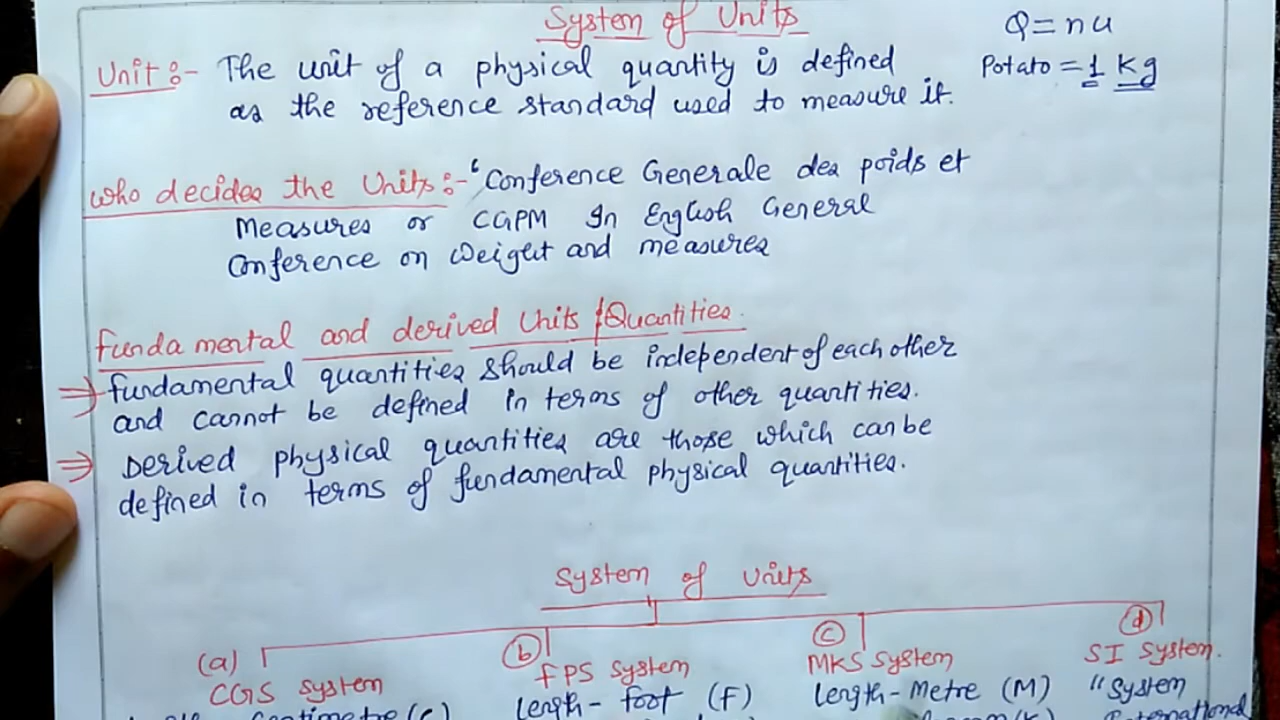 System of Units
Q = n u
Unit :- The unit of a physical quantity is defined
Potato = 1 kg
as the reference standard used to measure it.
who decides the Units :- ‘Conference Generale des poids et
Measures or CGPM In English General
Conference on Weight and measures
fundamental and derived Units / Quantities.
⇒ fundamental quantities should be independent of each other
and cannot be defined in terms of other quantities.
⇒ Derived physical quantities are those which can be
defined in terms of fundamental physical quantities.
System of Units
(a) CGS System
(b) FPS System
Length - foot (F)
(c) MKS System
Length - Metre (M)
(d) SI System.
"System